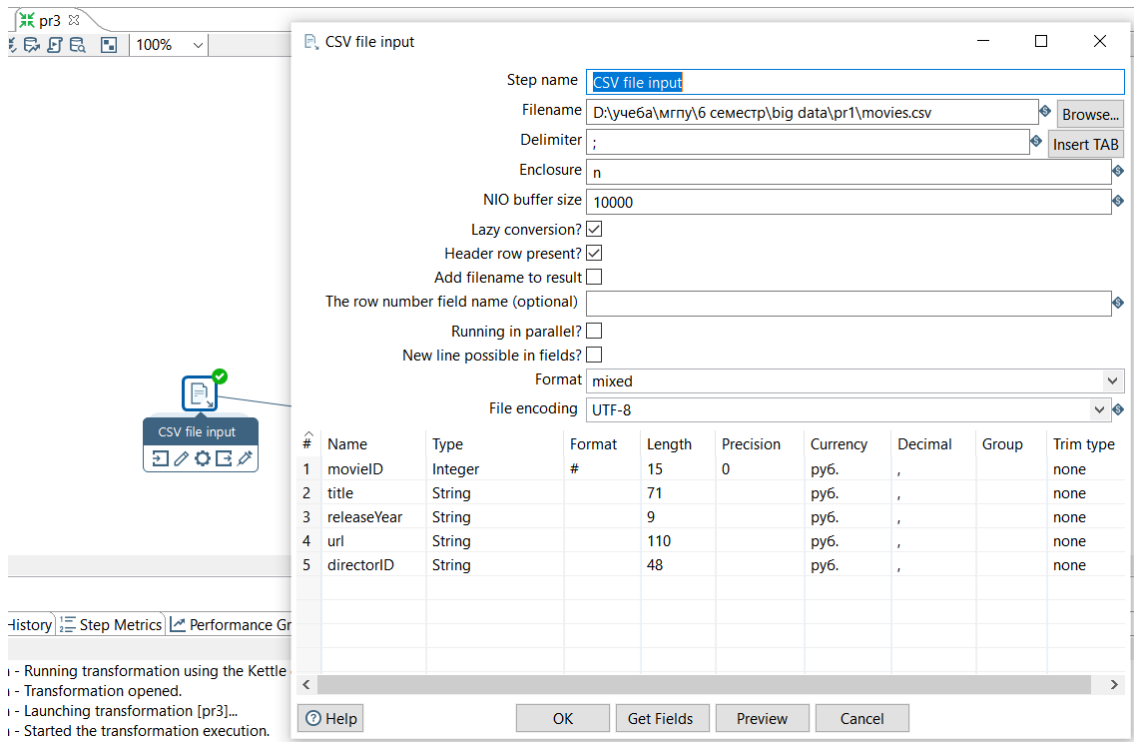 pr3
100%
CSV file input
Step name CSV file input
Filename D:\учеба\мгпу\6 семестр\big data\pr1\movies.csv Browse...
Delimiter ; Insert TAB
Enclosure n
NIO buffer size 10000
Lazy conversion?
Header row present?
Add filename to result
The row number field name (optional)
Running in parallel?
New line possible in fields?
Format mixed
File encoding UTF-8
CSV file input
# Name Type Format Length Precision Currency Decimal Group Trim type
1 movieID Integer # 15 0 руб. , none
2 title String 71 руб. , none
3 releaseYear String 9 руб. , none
4 url String 110 руб. , none
5 directorID String 48 руб. , none
History Step Metrics Performance Gr
- Running transformation using the Kettle
- Transformation opened.
- Launching transformation [pr3]...
- Started the transformation execution.
Help OK Get Fields Preview Cancel